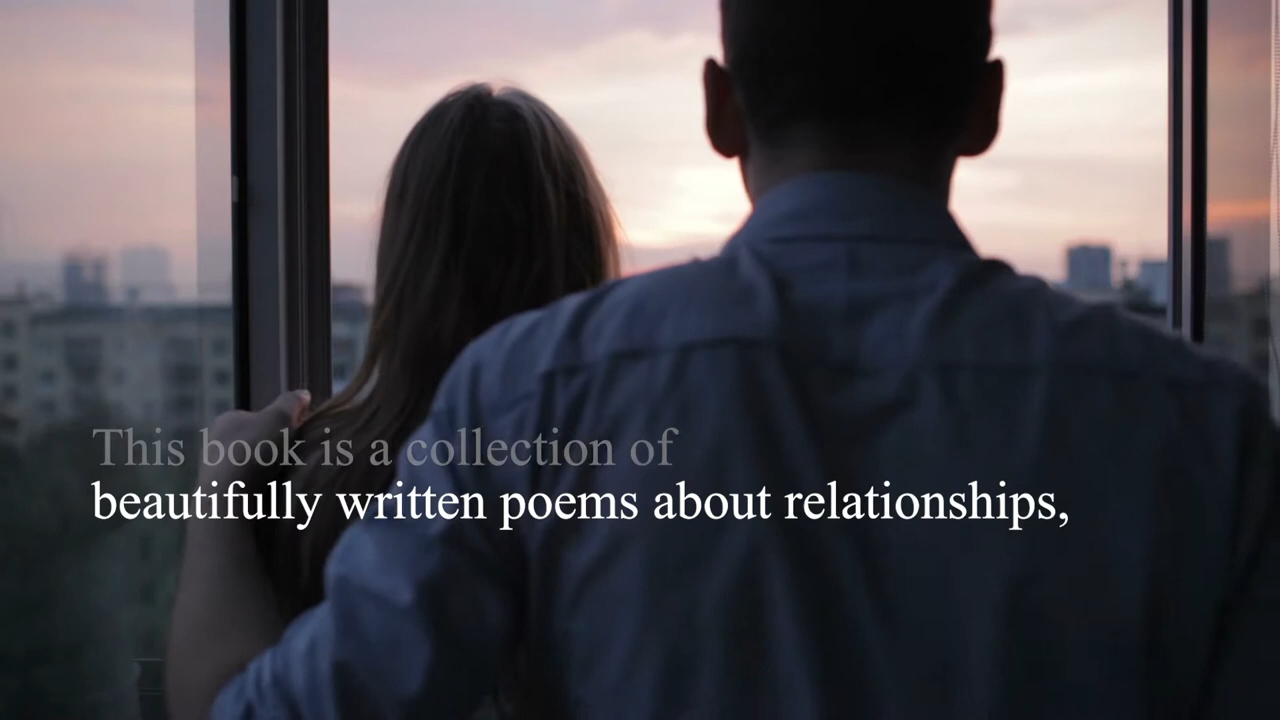 This book is a collection of
beautifully written poems about relationships,